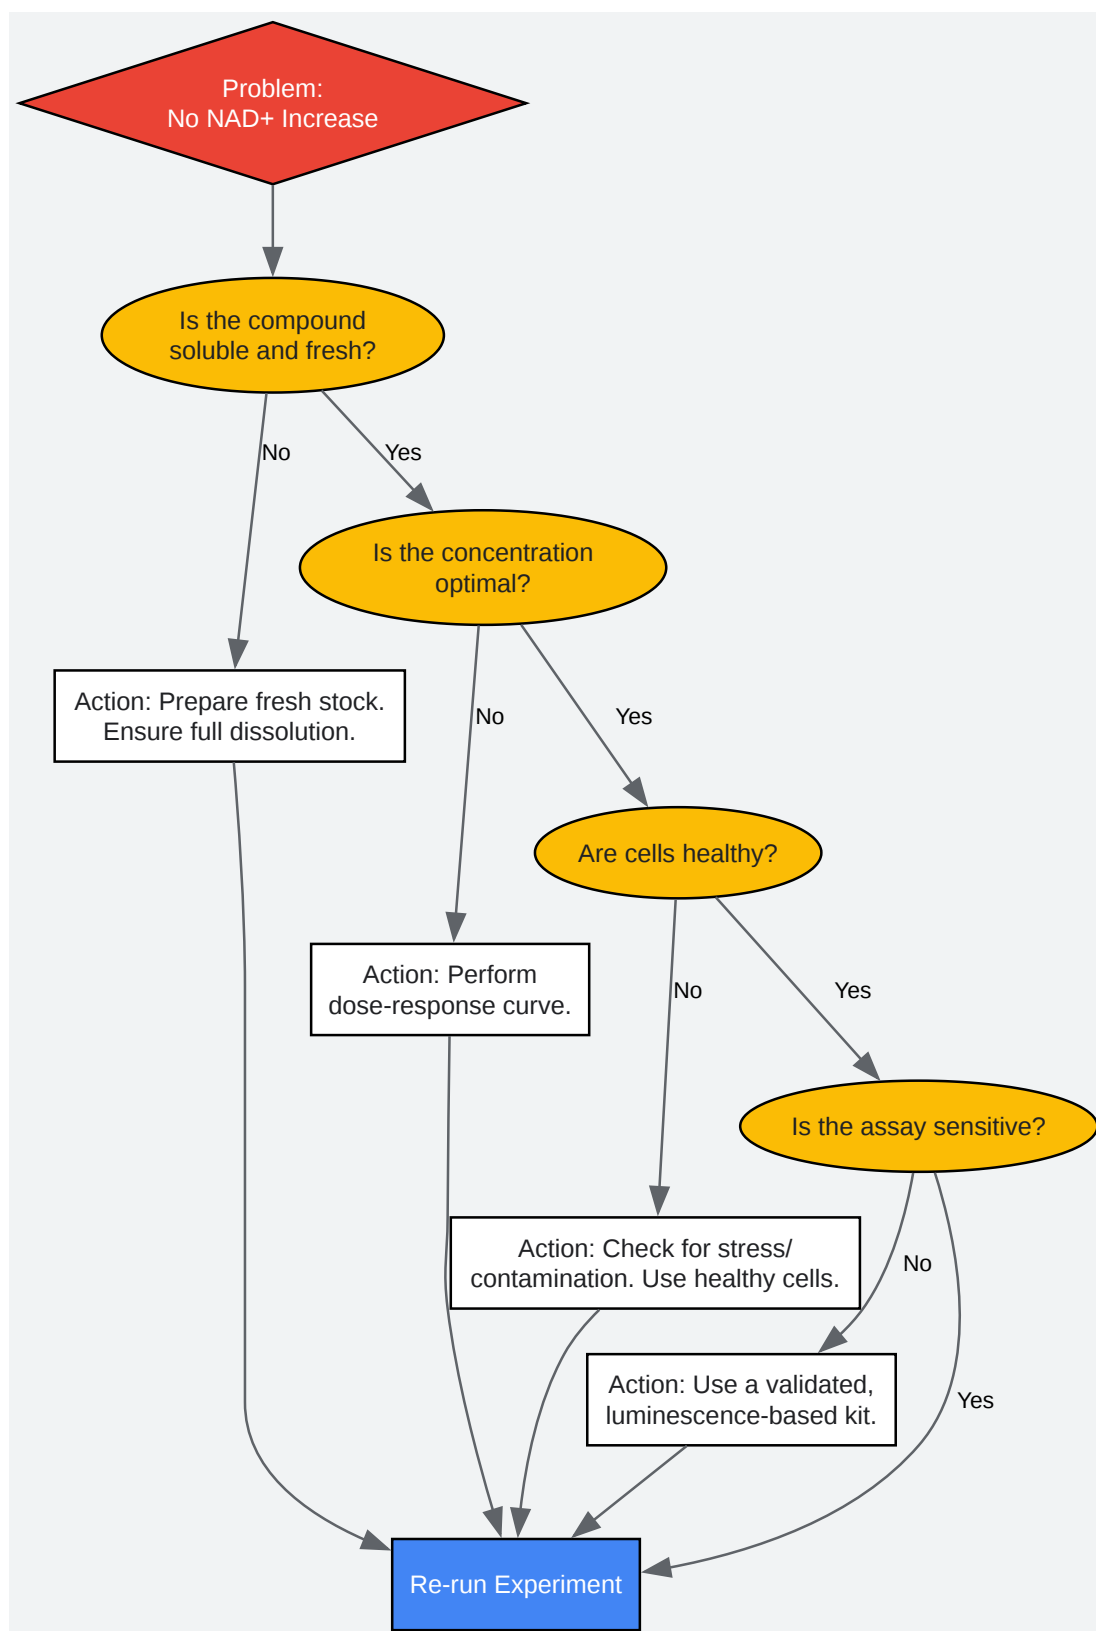 Problem:
No NAD+ Increase
Is the compound
soluble and fresh?
No
Yes
Is the concentration
optimal?
Action: Prepare fresh stock.
Ensure full dissolution.
No
Yes
Are cells healthy?
Action: Perform
dose-response curve.
No
Yes
Is the assay sensitive?
Action: Check for stress/
contamination. Use healthy cells.
No
Action: Use a validated,
luminescence-based kit.
Yes
Re-run Experiment